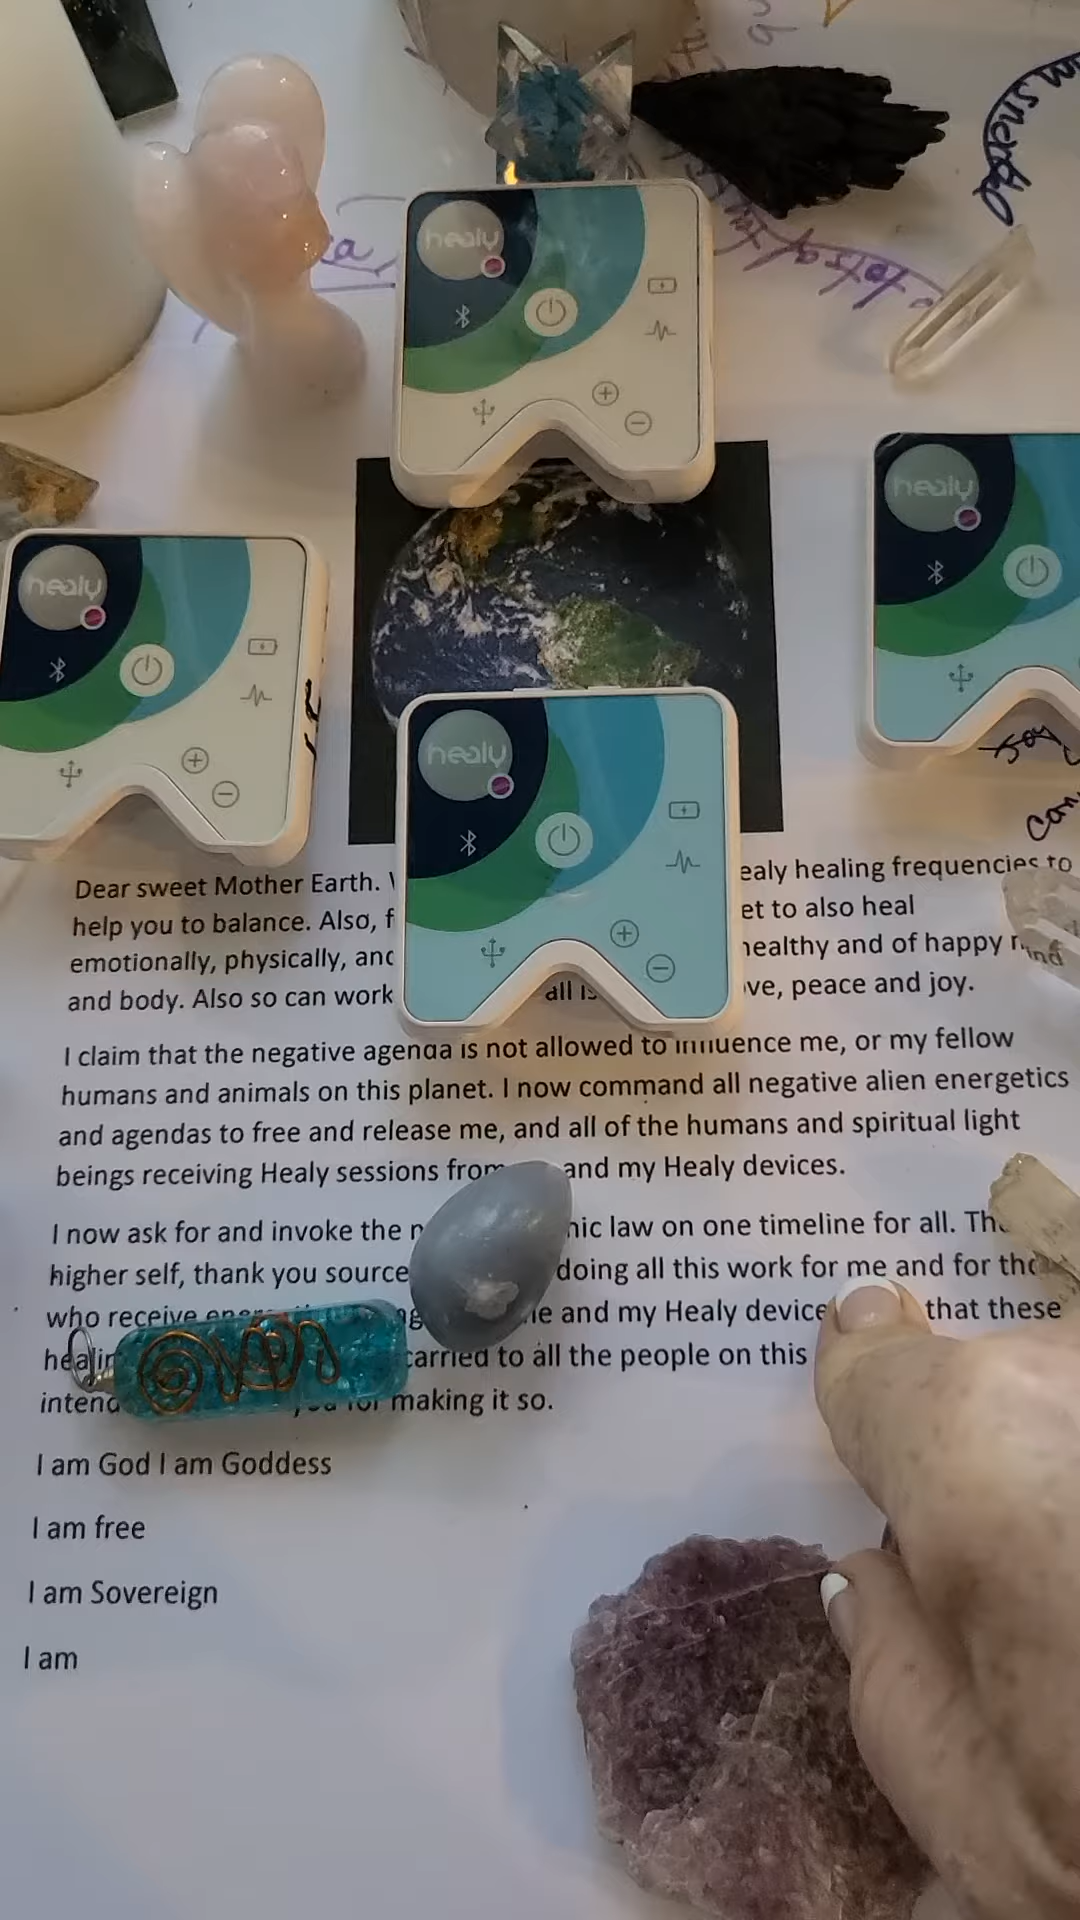 healy
healy
healy
healy
Joy
Dear sweet Mother Earth. ealy healing frequencies to
help you to balance. Also, et to also heal
emotionally, physically, and healthy and of happy mind
and body. Also so can work all is ve, peace and joy.
I claim that the negative agenda is not allowed to influence me, or my fellow
humans and animals on this planet. I now command all negative alien energetics
and agendas to free and release me, and all of the humans and spiritual light
beings receiving Healy sessions from and my Healy devices.
I now ask for and invoke the nic law on one timeline for all.
higher self, thank you source doing all this work for me and for
who receive and my Healy device that these
carried to all the people on this
making it so.
I am God I am Goddess
I am free
I am Sovereign
I am